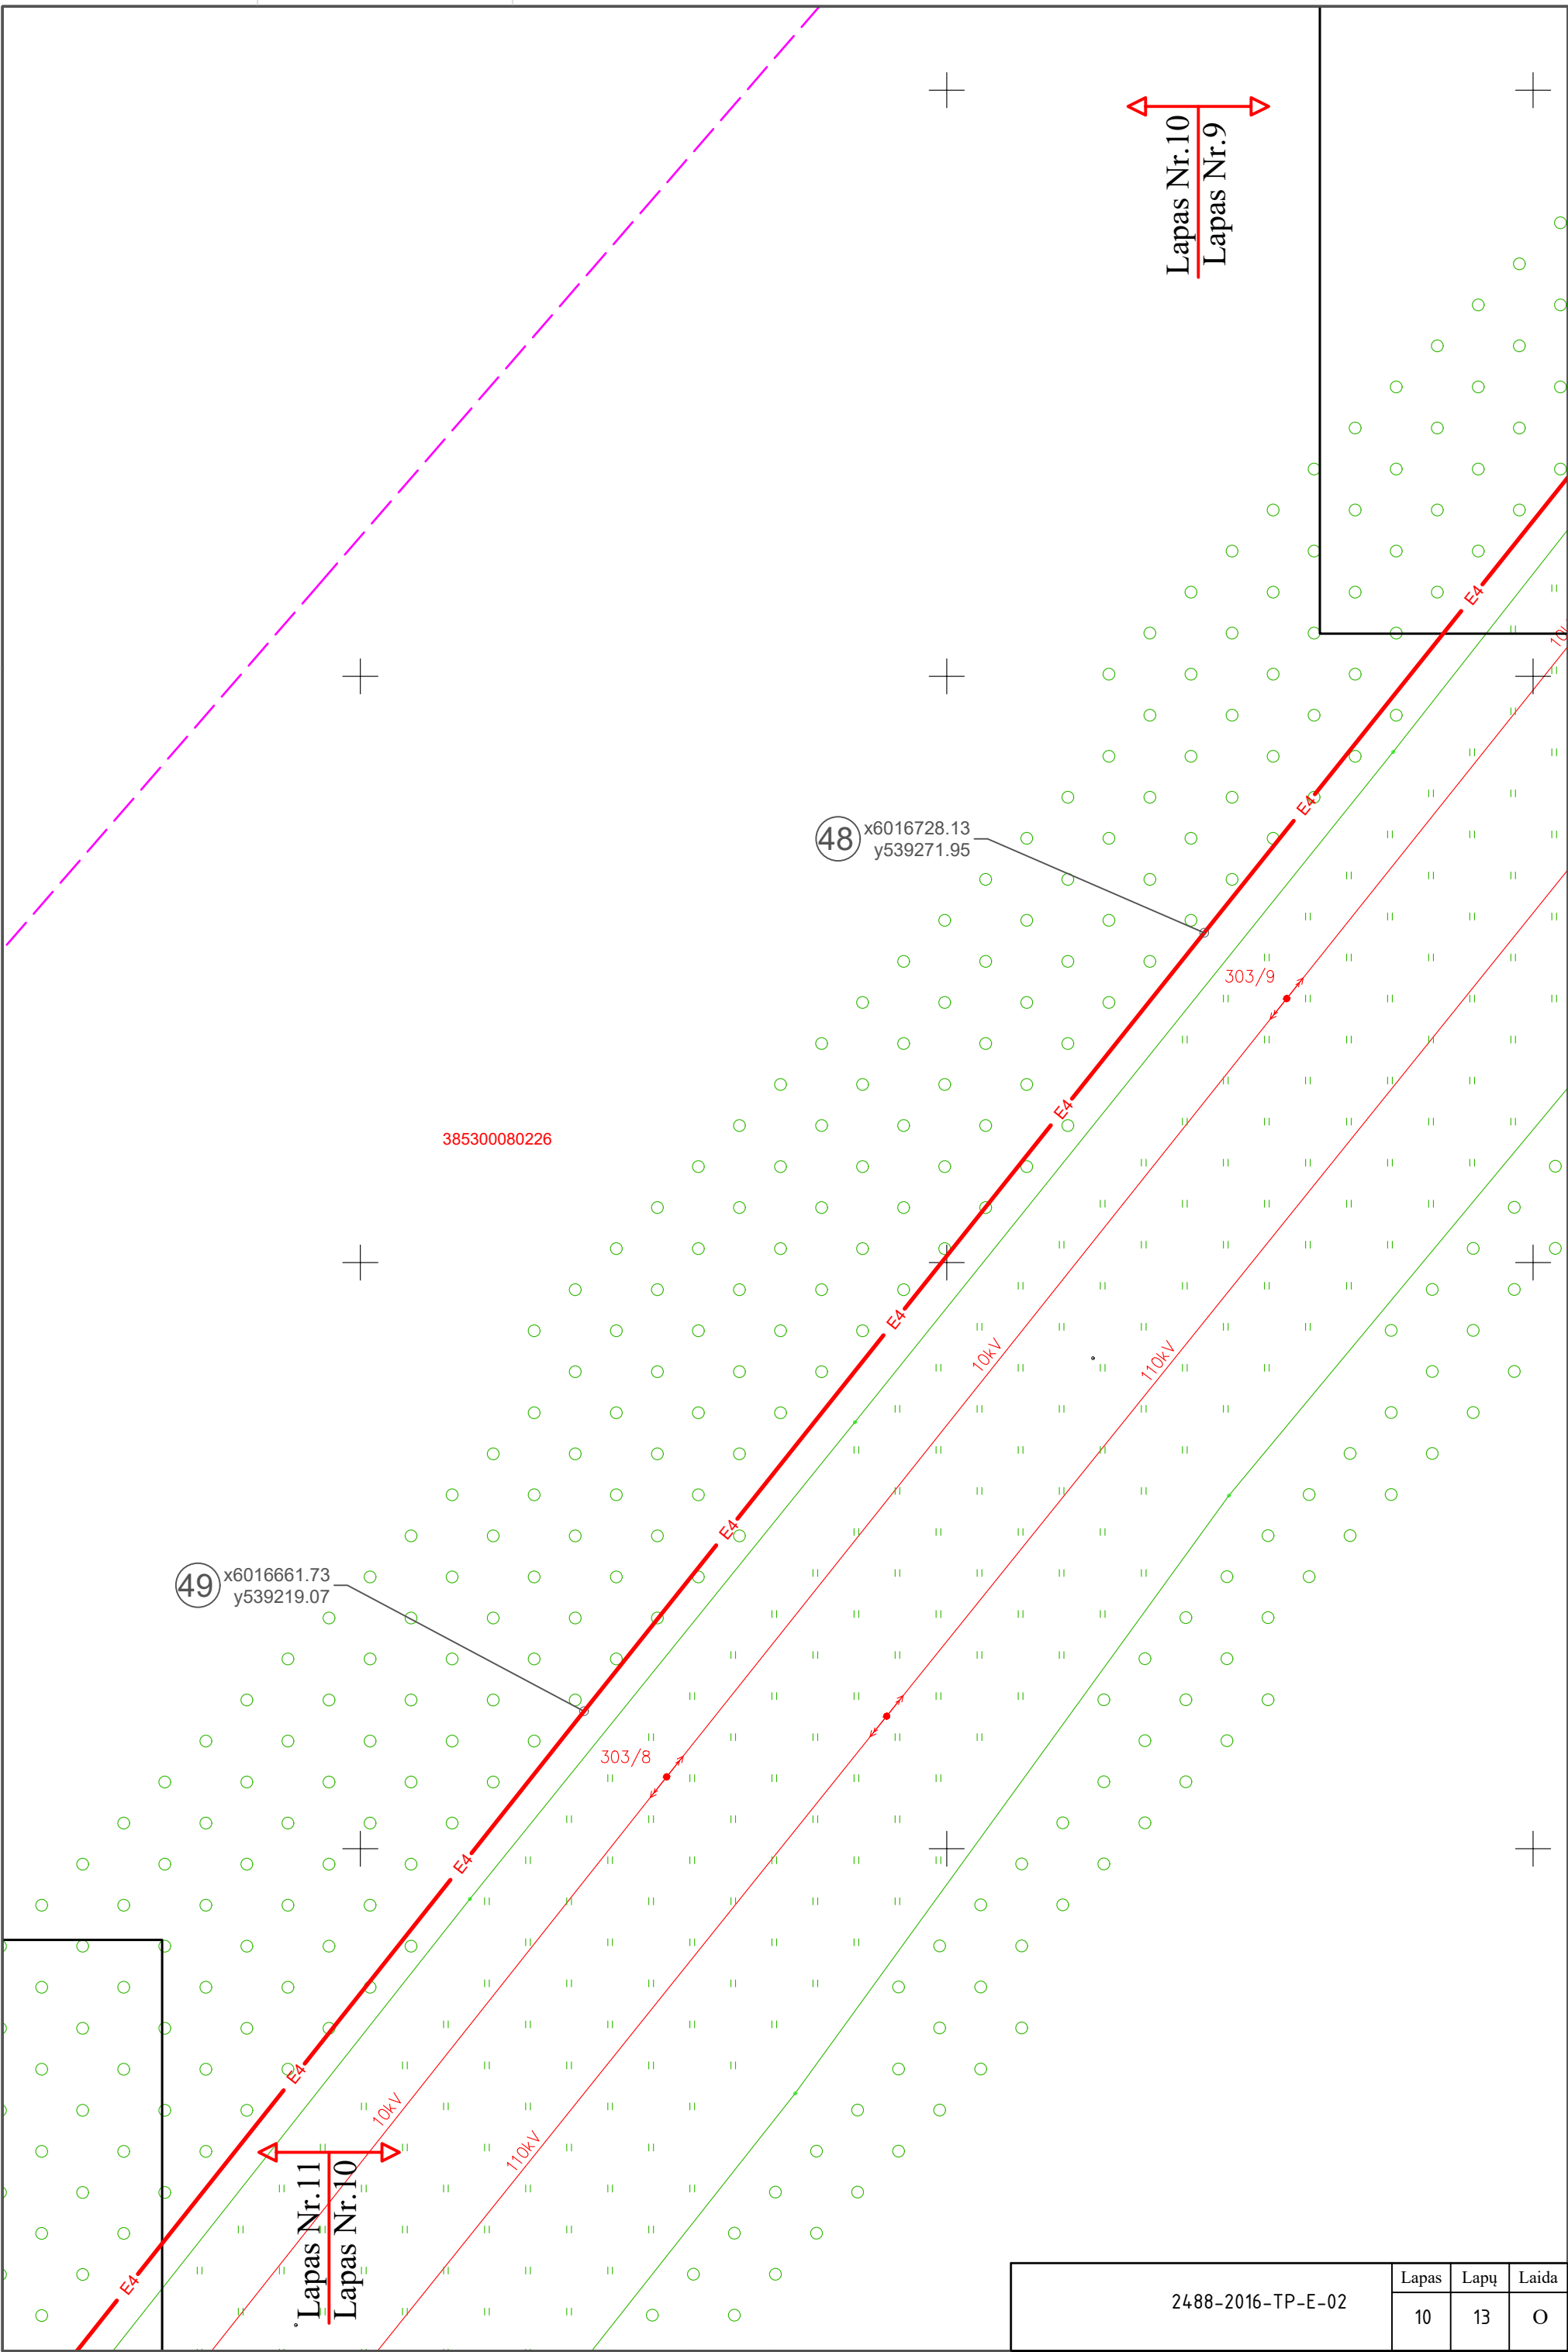 Lapas Nr.10
Lapas Nr.9
E4
10
48
x6016728.13
y539271.95
E4
303/9
E4
385300080226
E4
10kV
110kV
E4
49
x6016661.73
y539219.07
303/8
E4
E4
10kV
110kV
Lapas Nr.11
Lapas Nr.10
E4
2488-2016-TP-E-02
Lapas Lapų Laida
10 13 O